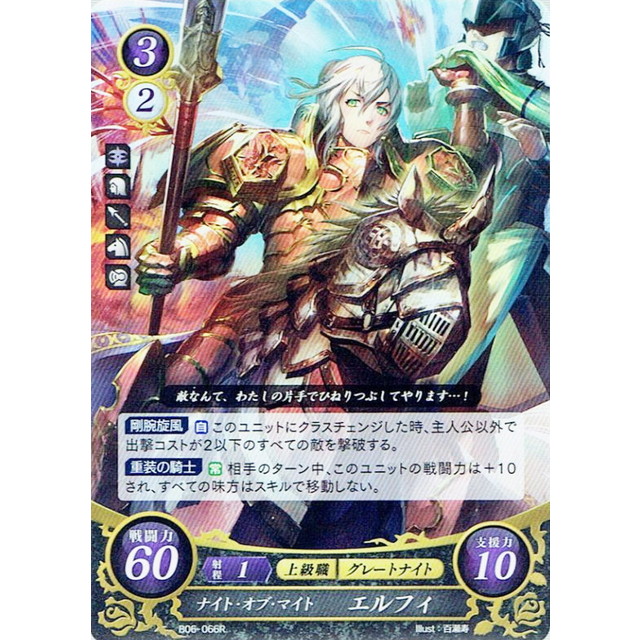 3
2
敵なんて、わたしの片手でひねりつぶしてやります…!
剛腕旋風 自 このユニットにクラスチェンジした時、主人公以外で
出撃コストが2以下のすべての敵を撃破する。
重装の騎士 常 相手のターン中、このユニットの戦闘力は+10
され、すべての味方はスキルで移動しない。
戦闘力
60
射程 1
上級職 グレートナイト
支援力
10
ナイト・オブ・マイト エルフィ
B06-066R
Illust:百瀬寿